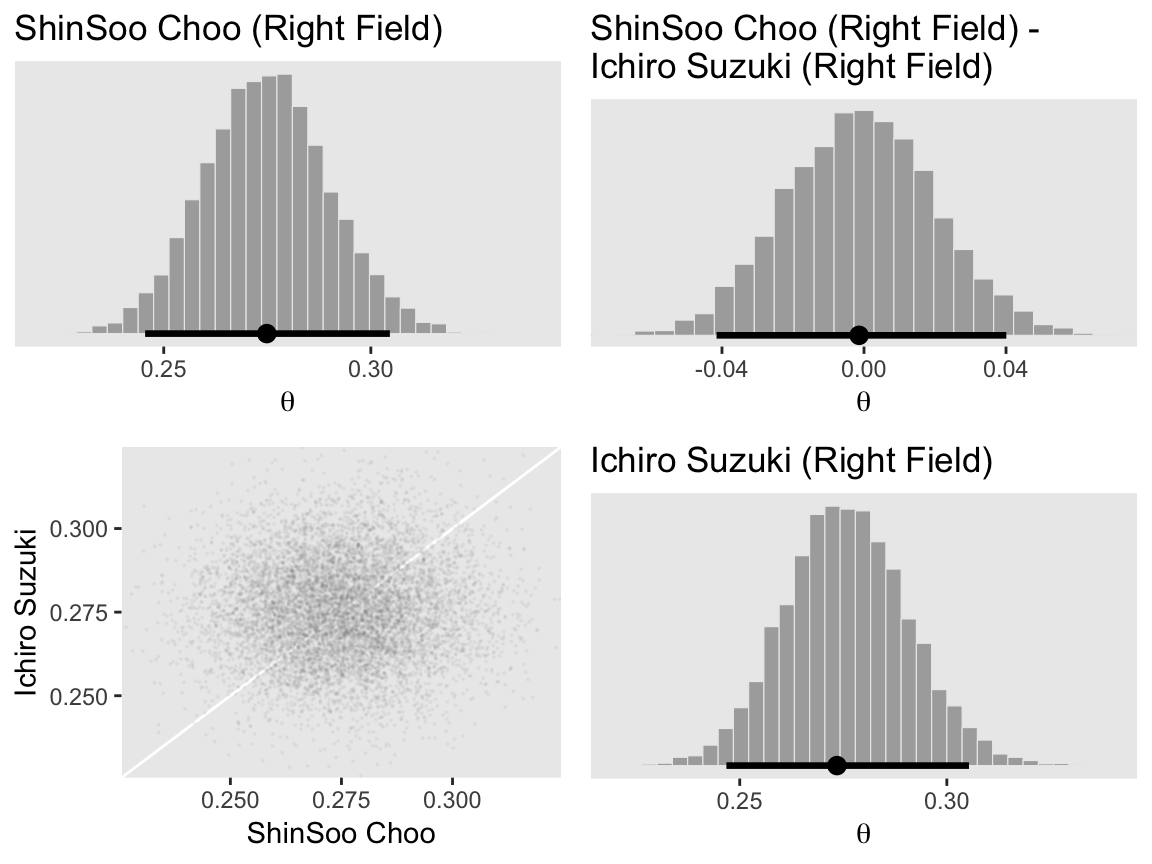 ShinSoo Choo (Right Field)
0.25 0.30
θ
ShinSoo Choo (Right Field) -
Ichiro Suzuki (Right Field)
-0.04 0.00 0.04
θ
Ichiro Suzuki
0.300
0.275
0.250
0.250 0.275 0.300
ShinSoo Choo
Ichiro Suzuki (Right Field)
0.25 0.30
θ